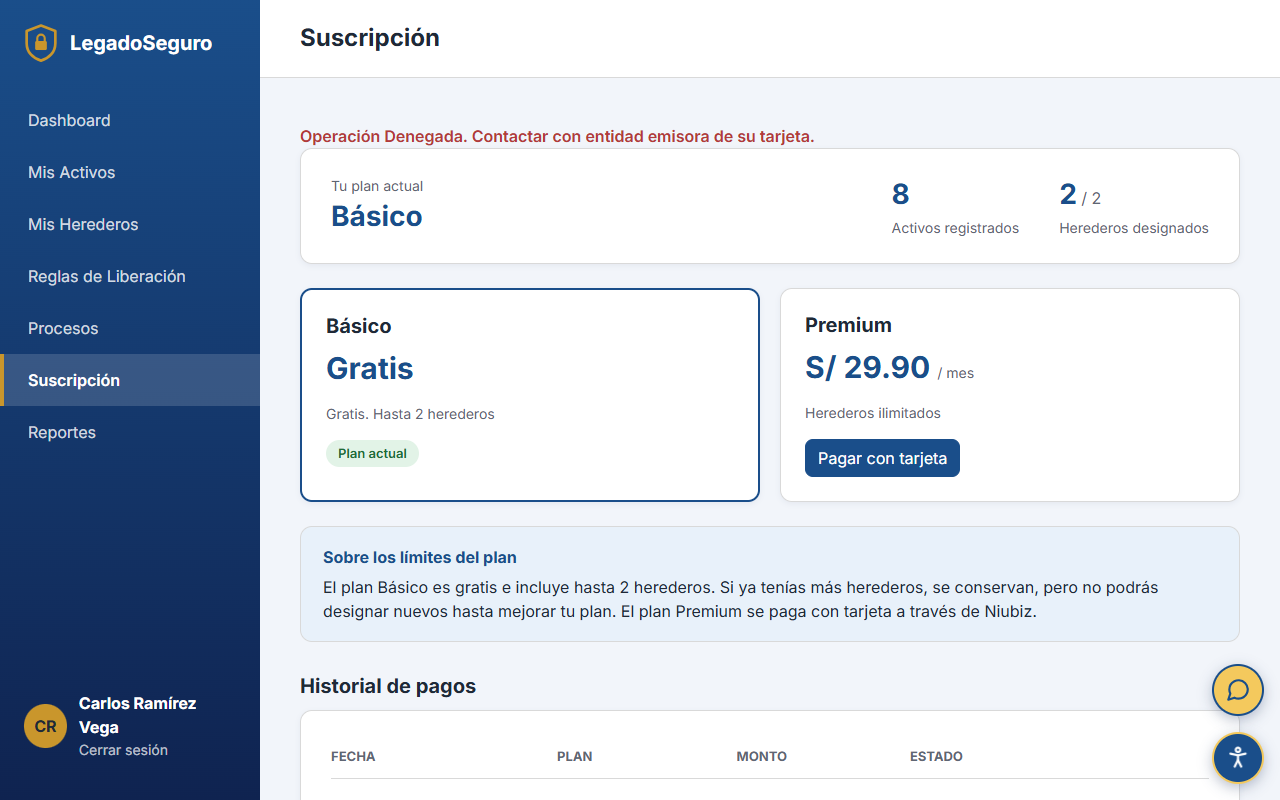 LegadoSeguro
Dashboard
Mis Activos
Mis Herederos
Reglas de Liberación
Procesos
Suscripción
Reportes
CR
Carlos Ramírez
Vega
Cerrar sesión
Suscripción
Operación Denegada. Contactar con entidad emisora de su tarjeta.
Tu plan actual
Básico
8
Activos registrados
2 / 2
Herederos designados
Básico
Gratis
Gratis. Hasta 2 herederos
Plan actual
Premium
S/ 29.90 / mes
Herederos ilimitados
Pagar con tarjeta
Sobre los límites del plan
El plan Básico es gratis e incluye hasta 2 herederos. Si ya tenías más herederos, se conservan, pero no podrás
designar nuevos hasta mejorar tu plan. El plan Premium se paga con tarjeta a través de Niubiz.
Historial de pagos
FECHA PLAN MONTO ESTADO